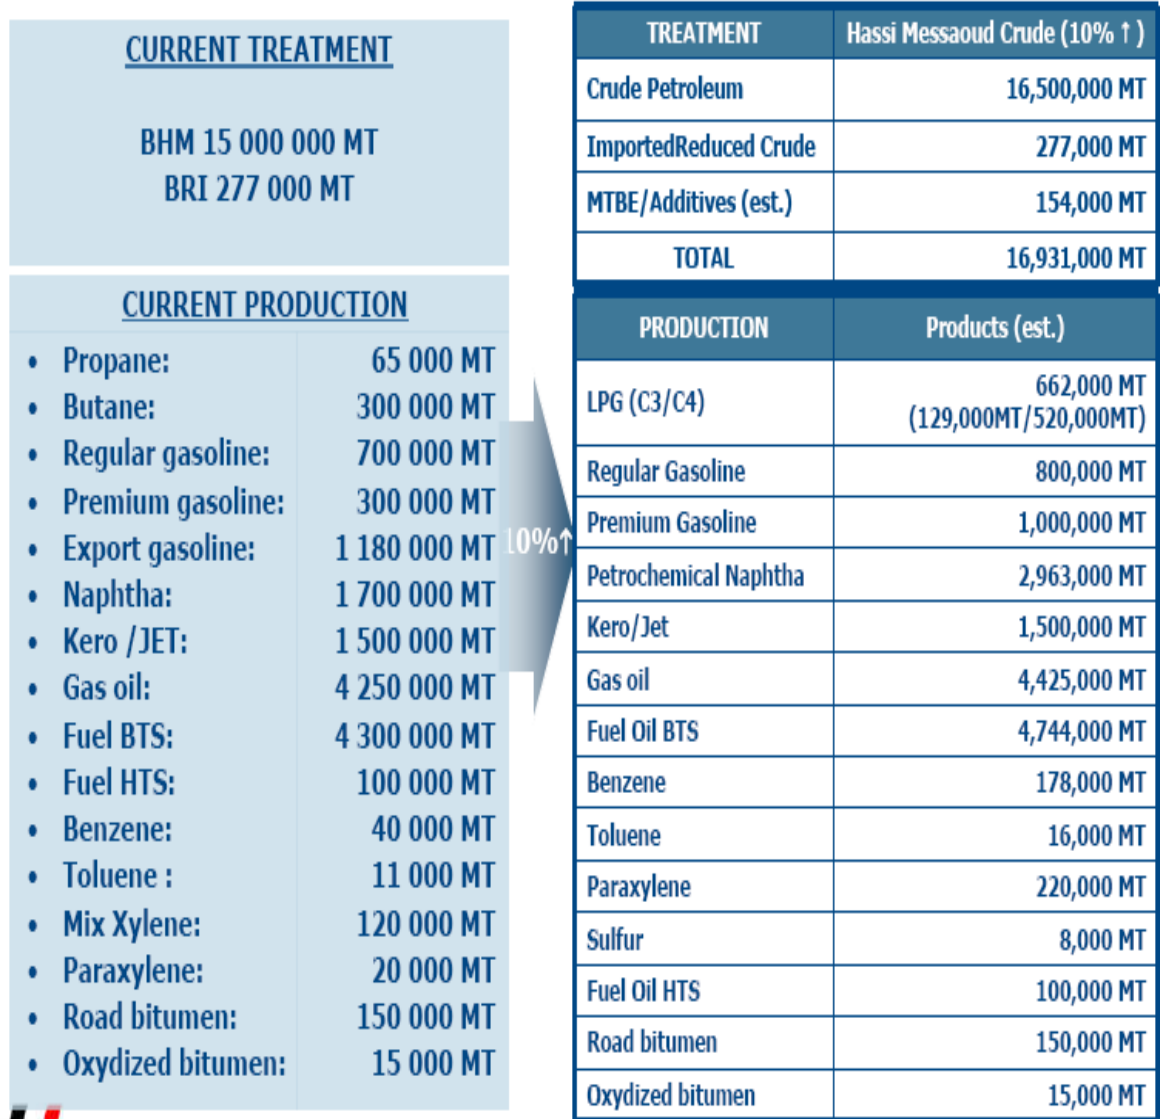 CURRENT TREATMENT
BHM 15 000 000 MT
BRI 277 000 MT
CURRENT PRODUCTION
• Propane: 65 000 MT
• Butane: 300 000 MT
• Regular gasoline: 700 000 MT
• Premium gasoline: 300 000 MT
• Export gasoline: 1 180 000 MT
• Naphtha: 1 700 000 MT
• Kero /JET: 1 500 000 MT
• Gas oil: 4 250 000 MT
• Fuel BTS: 4 300 000 MT
• Fuel HTS: 100 000 MT
• Benzene: 40 000 MT
• Toluene : 11 000 MT
• Mix Xylene: 120 000 MT
• Paraxylene: 20 000 MT
• Road bitumen: 150 000 MT
• Oxydized bitumen: 15 000 MT
10%↑
TREATMENT Hassi Messaoud Crude (10% ↑ )
Crude Petroleum 16,500,000 MT
ImportedReduced Crude 277,000 MT
MTBE/Additives (est.) 154,000 MT
TOTAL 16,931,000 MT
PRODUCTION Products (est.)
LPG (C3/C4) 662,000 MT
(129,000MT/520,000MT)
Regular Gasoline 800,000 MT
Premium Gasoline 1,000,000 MT
Petrochemical Naphtha 2,963,000 MT
Kero/Jet 1,500,000 MT
Gas oil 4,425,000 MT
Fuel Oil BTS 4,744,000 MT
Benzene 178,000 MT
Toluene 16,000 MT
Paraxylene 220,000 MT
Sulfur 8,000 MT
Fuel Oil HTS 100,000 MT
Road bitumen 150,000 MT
Oxydized bitumen 15,000 MT